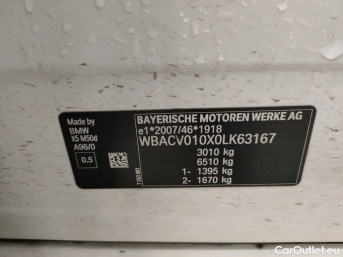 Made by
BMW
X5 M50d
A96/0
0.5
BAYERISCHE MOTOREN WERKE AG
e1*2007/46*1918
WBACV010X0LK63167
3010 kg
6510 kg
1- 1395 kg
2- 1670 kg
CarOutlet.eu